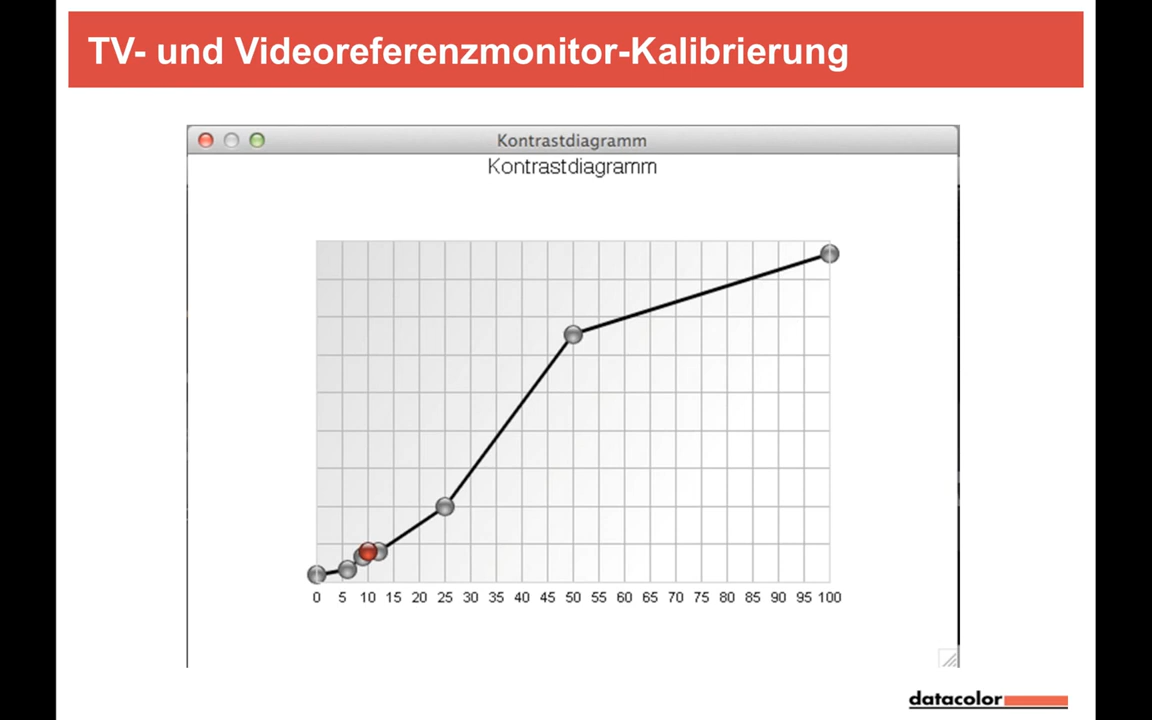 TV- und Videoreferenzmonitor-Kalibrierung
Kontrastdiagramm
Kontrastdiagramm
0 5 10 15 20 25 30 35 40 45 50 55 60 65 70 75 80 85 90 95 100
datacolor